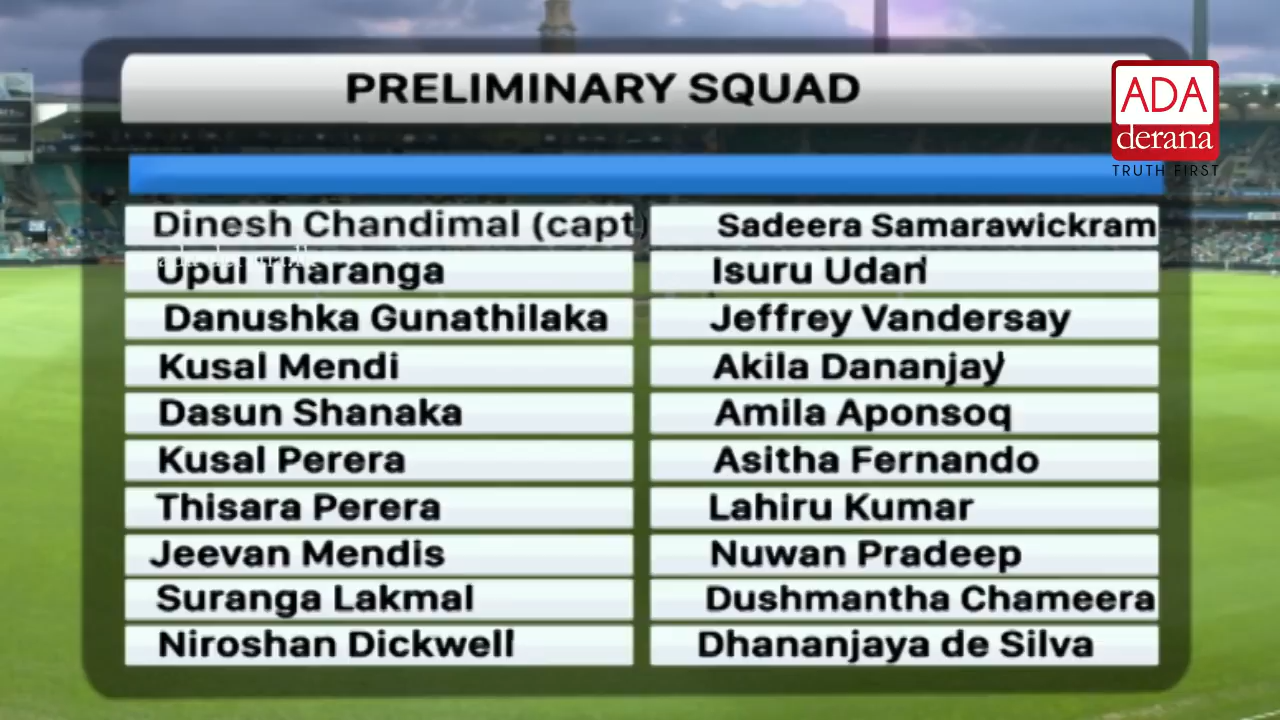 PRELIMINARY SQUAD
ADA
derana
TRUTH FIRST
Dinesh Chandimal (capt)
Sadeera Samarawickram
Upul Tharanga
Isuru Udan
Danushka Gunathilaka
Jeffrey Vandersay
Kusal Mendi
Akila Dananjay
Dasun Shanaka
Amila Aponsoq
Kusal Perera
Asitha Fernando
Thisara Perera
Lahiru Kumar
Jeevan Mendis
Nuwan Pradeep
Suranga Lakmal
Dushmantha Chameera
Niroshan Dickwell
Dhananjaya de Silva